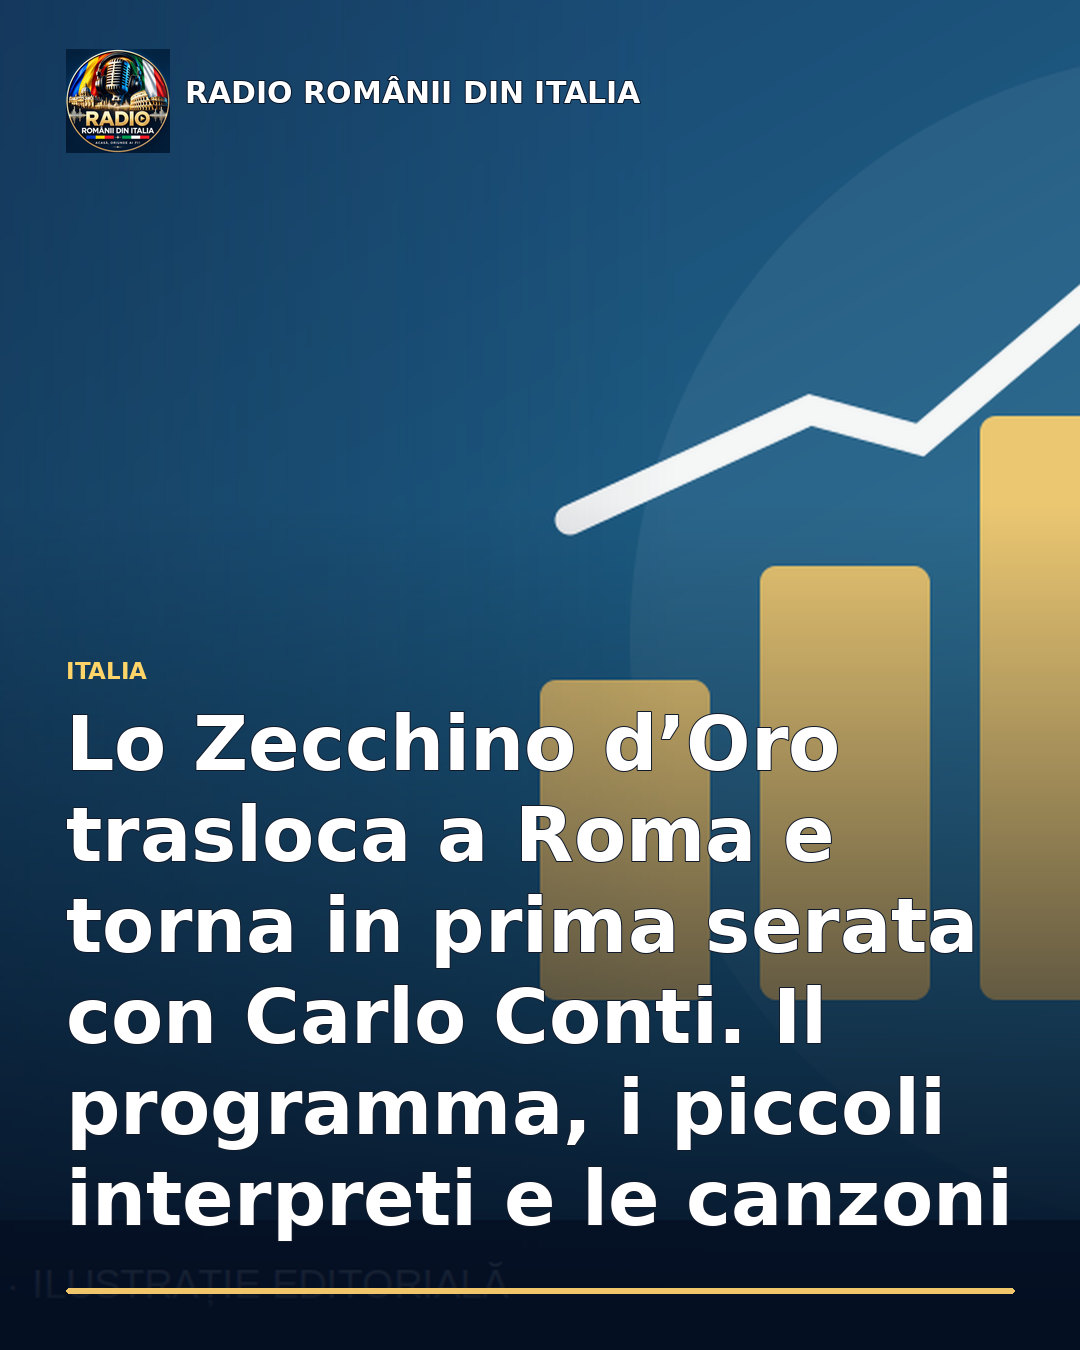 RADIO
ROMÂNII DIN ITALIA
RADIO ROMÂNII DIN ITALIA
ITALIA
Lo Zecchino d’Oro
trasloca a Roma e
torna in prima serata
con Carlo Conti. Il
programma, i piccoli
interpreti e le canzoni
· ILUSTRAȚIE EDITORIALĂ